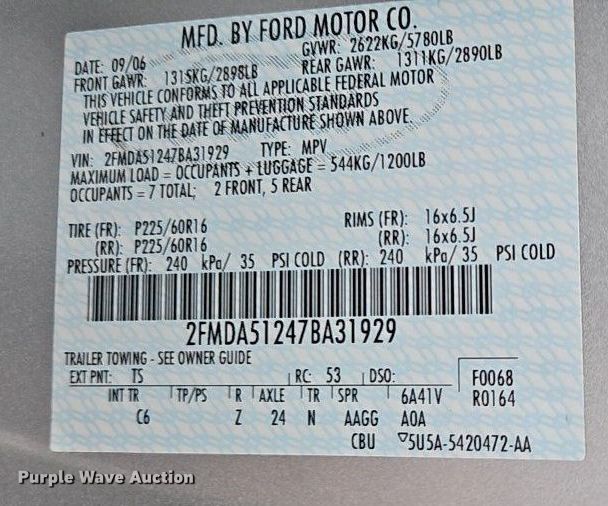 MFD. BY FORD MOTOR CO.
DATE: 09/06 GVWR: 2622KG/5780LB
FRONT GAWR: 1315KG/2898LB REAR GAWR: 1311KG/2890LB
THIS VEHICLE CONFORMS TO ALL APPLICABLE FEDERAL MOTOR
VEHICLE SAFETY AND THEFT PREVENTION STANDARDS
IN EFFECT ON THE DATE OF MANUFACTURE SHOWN ABOVE.
VIN: 2FMDA51247BA31929 TYPE: MPV
MAXIMUM LOAD = OCCUPANTS + LUGGAGE = 544KG/1200LB
OCCUPANTS = 7 TOTAL; 2 FRONT, 5 REAR
TIRE (FR): P225/60R16 RIMS (FR): 16x6.5J
(RR): P225/60R16 (RR): 16x6.5J
PRESSURE (FR): 240 kPa/ 35 PSI COLD (RR): 240 kPa/ 35 PSI COLD
2FMDA51247BA31929
TRAILER TOWING - SEE OWNER GUIDE
EXT PNT: TS RC: 53 DSO: F0068
INT TR TP/PS R AXLE TR SPR 6A41V R0164
C6 Z 24 N AAGG A0A
CBU ▽5U5A-5420472-AA
Purple Wave Auction